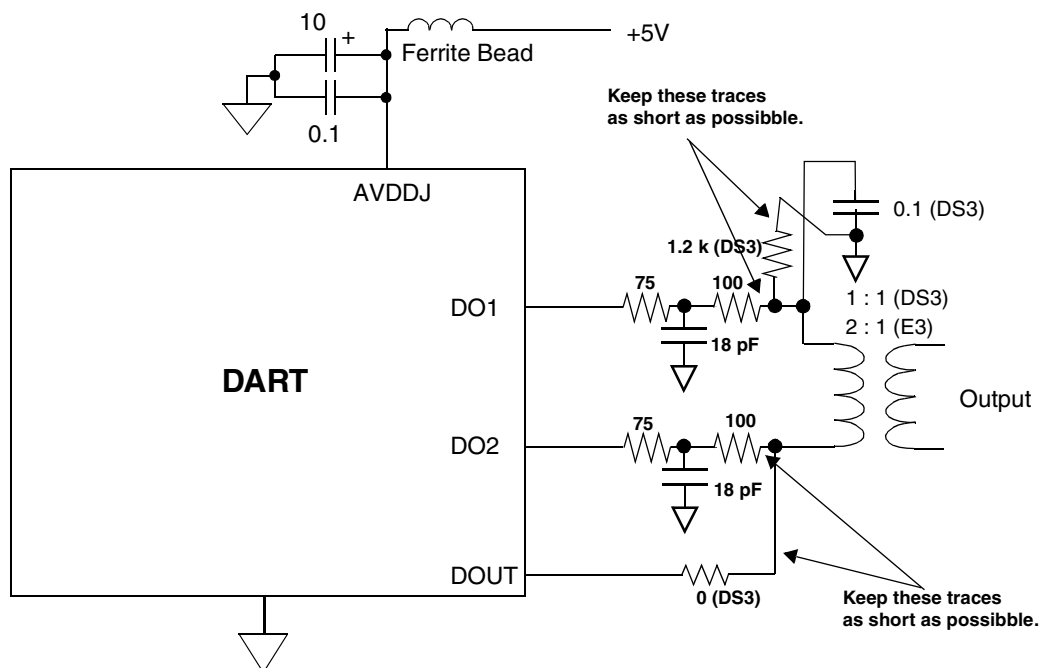 10
+
+5V
Ferrite Bead
0.1
Keep these traces
as short as possibble.
AVDDJ
0.1 (DS3)
1.2 k (DS3)
75
100
1 : 1 (DS3)
2 : 1 (E3)
DO1
18 pF
DART
Output
75
100
DO2
18 pF
DOUT
0 (DS3)
Keep these traces
as short as possibble.